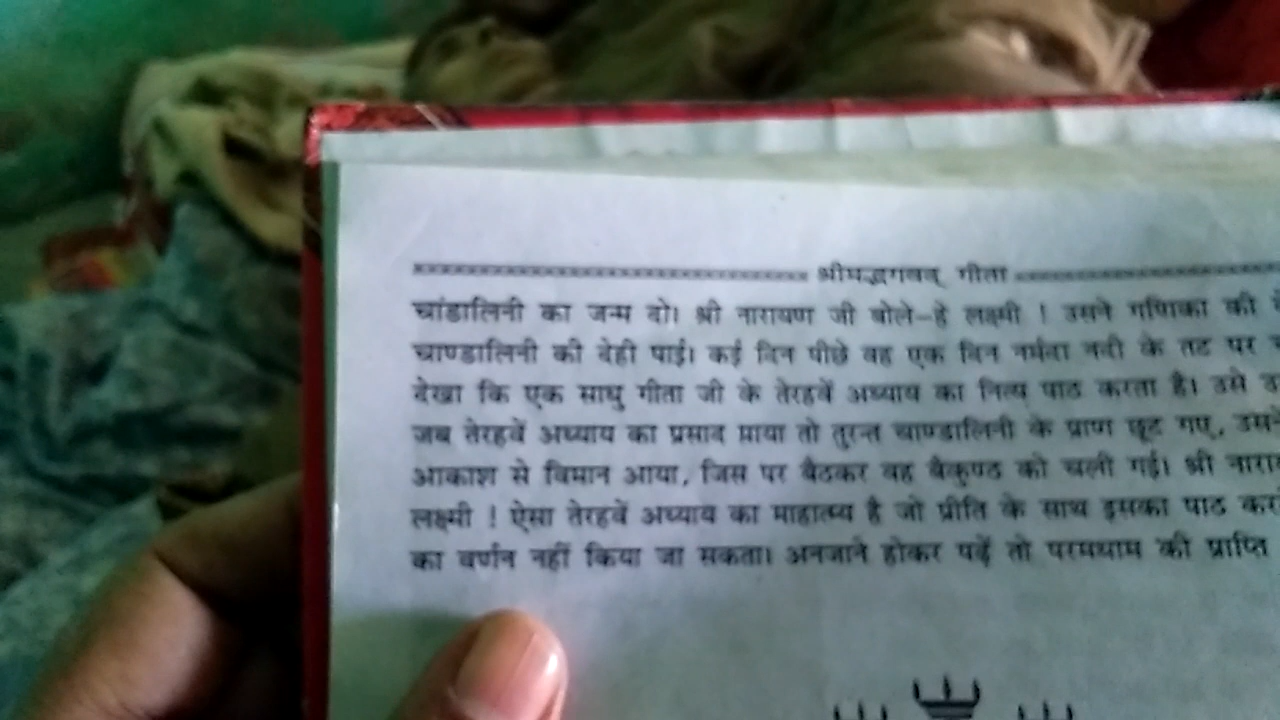 श्रीमद्भगवद् गीता
चांडालिनी का जन्म दो। श्री नारायण जी बोले-हे लक्ष्मी ! उसने गणिका की
चाण्डालिनी की देही पाई। कई दिन पीछे वह एक दिन नर्मदा नदी के तट पर
देखा कि एक साधु गीता जी के तेरहवें अध्याय का नित्य पाठ करता है। उसे
जब तेरहवें अध्याय का प्रसाद पाया तो तुरन्त चाण्डालिनी के प्राण छूट गए,
आकाश से विमान आया, जिस पर बैठकर वह बैकुण्ठ को चली गई। श्री
लक्ष्मी ! ऐसा तेरहवें अध्याय का माहात्म्य है जो प्रीति के साथ इसका पाठ
का वर्णन नहीं किया जा सकता। अनजाने होकर पढ़ें तो परमधाम की प्राप्ति